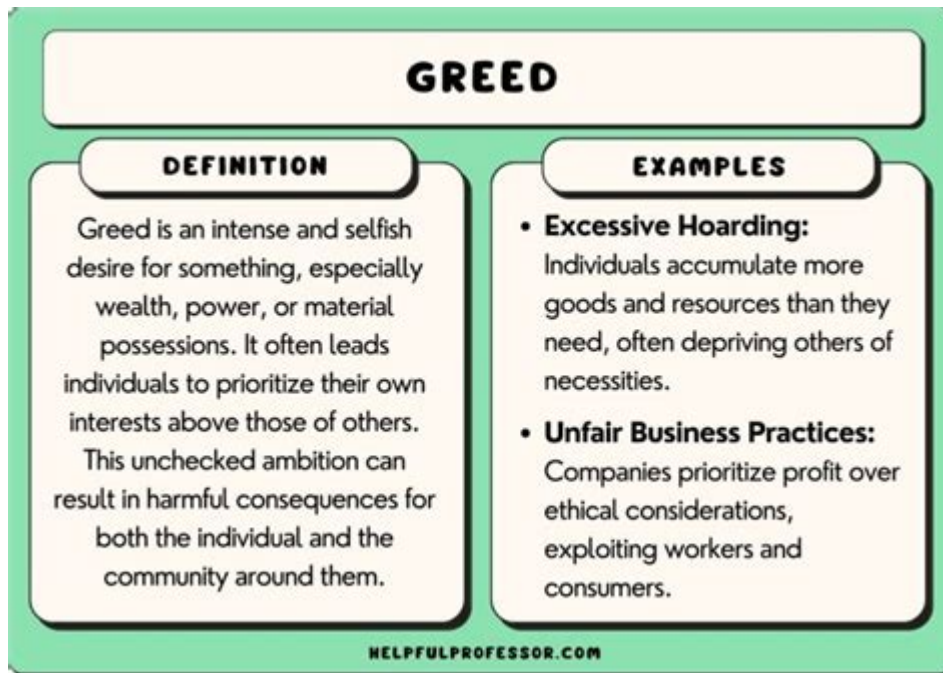 GREED
DEFINITION
Greed is an intense and selfish
desire for something, especially
wealth, power, or material
possessions. It often leads
individuals to prioritize their own
interests above those of others.
This unchecked ambition can
result in harmful consequences for
both the individual and the
community around them.
EXAMPLES
• Excessive Hoarding:
Individuals accumulate more
goods and resources than they
need, often depriving others of
necessities.
• Unfair Business Practices:
Companies prioritize profit over
ethical considerations,
exploiting workers and
consumers.
HELPFULPROFESSOR.COM